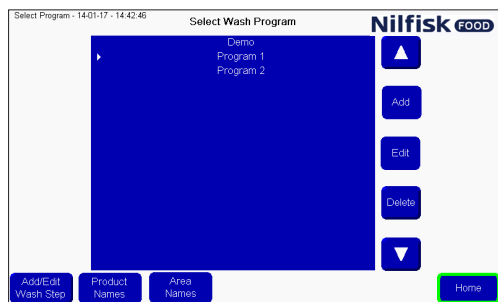 Select Program - 14-01-17 - 14:42:46
Select Wash Program
Nilfisk FOOD
Demo
Program 1
Program 2
Add
Edit
Delete
Add/Edit
Wash Step
Product
Names
Area
Names
Home